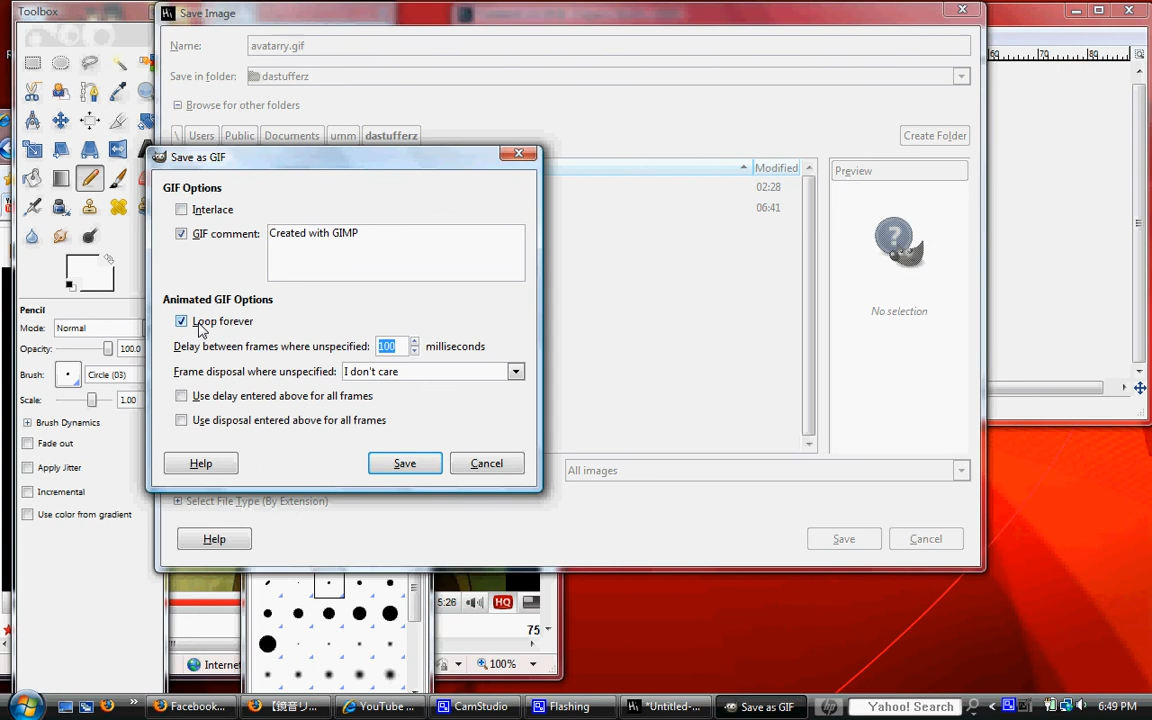 Toolbox
Save Image
Name:
avatarry.gif
Save in folder:
dastufferz
Browse for other folders
\
Users
Public
Documents
umm
dastufferz
Create Folder
Modified
02:28
06:41
Preview
No selection
Save as GIF
GIF Options
Interlace
GIF comment:
Created with GIMP
Animated GIF Options
Loop forever
Delay between frames where unspecified:
100
milliseconds
Frame disposal where unspecified:
I don't care
Use delay entered above for all frames
Use disposal entered above for all frames
Help
Save
Cancel
All images
Select File Type (By Extension)
Help
Save
Cancel
Pencil
Mode:
Normal
Opacity:
100.0
Brush:
Circle (03)
Scale:
1.00
Brush Dynamics
Fade out
Apply Jitter
Incremental
Use color from gradient
5:26
HQ
75
Internet
100%
Facebook...
【鏡音リ...
YouTube ...
CamStudio
Flashing
*Untitled-...
Save as GIF
Yahoo! Search
6:49 PM